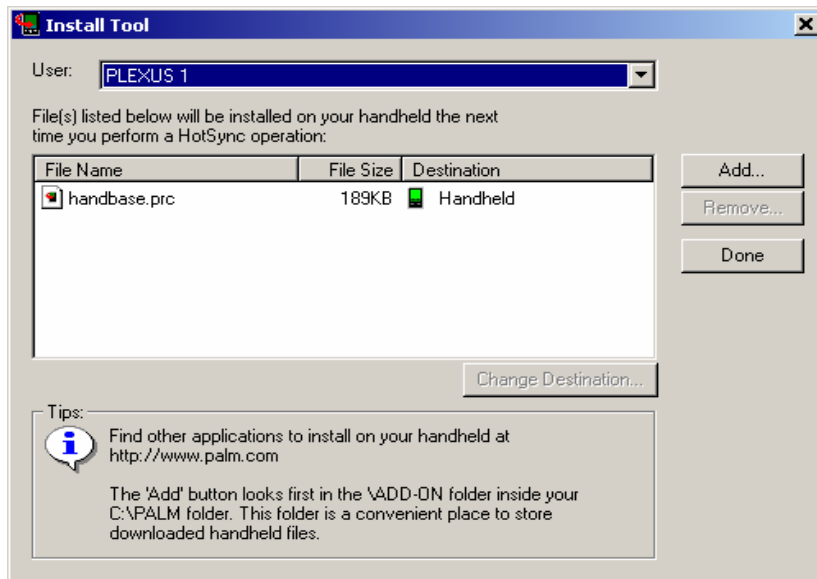 Install Tool
User: PLEXUS 1
File(s) listed below will be installed on your handheld the next
time you perform a HotSync operation:
File Name File Size Destination
handbase.prc 189KB Handheld
Add...
Remove...
Done
Change Destination...
Tips:
Find other applications to install on your handheld at
http://www.palm.com
The 'Add' button looks first in the \ADD-ON folder inside your
C:\PALM folder. This folder is a convenient place to store
downloaded handheld files.